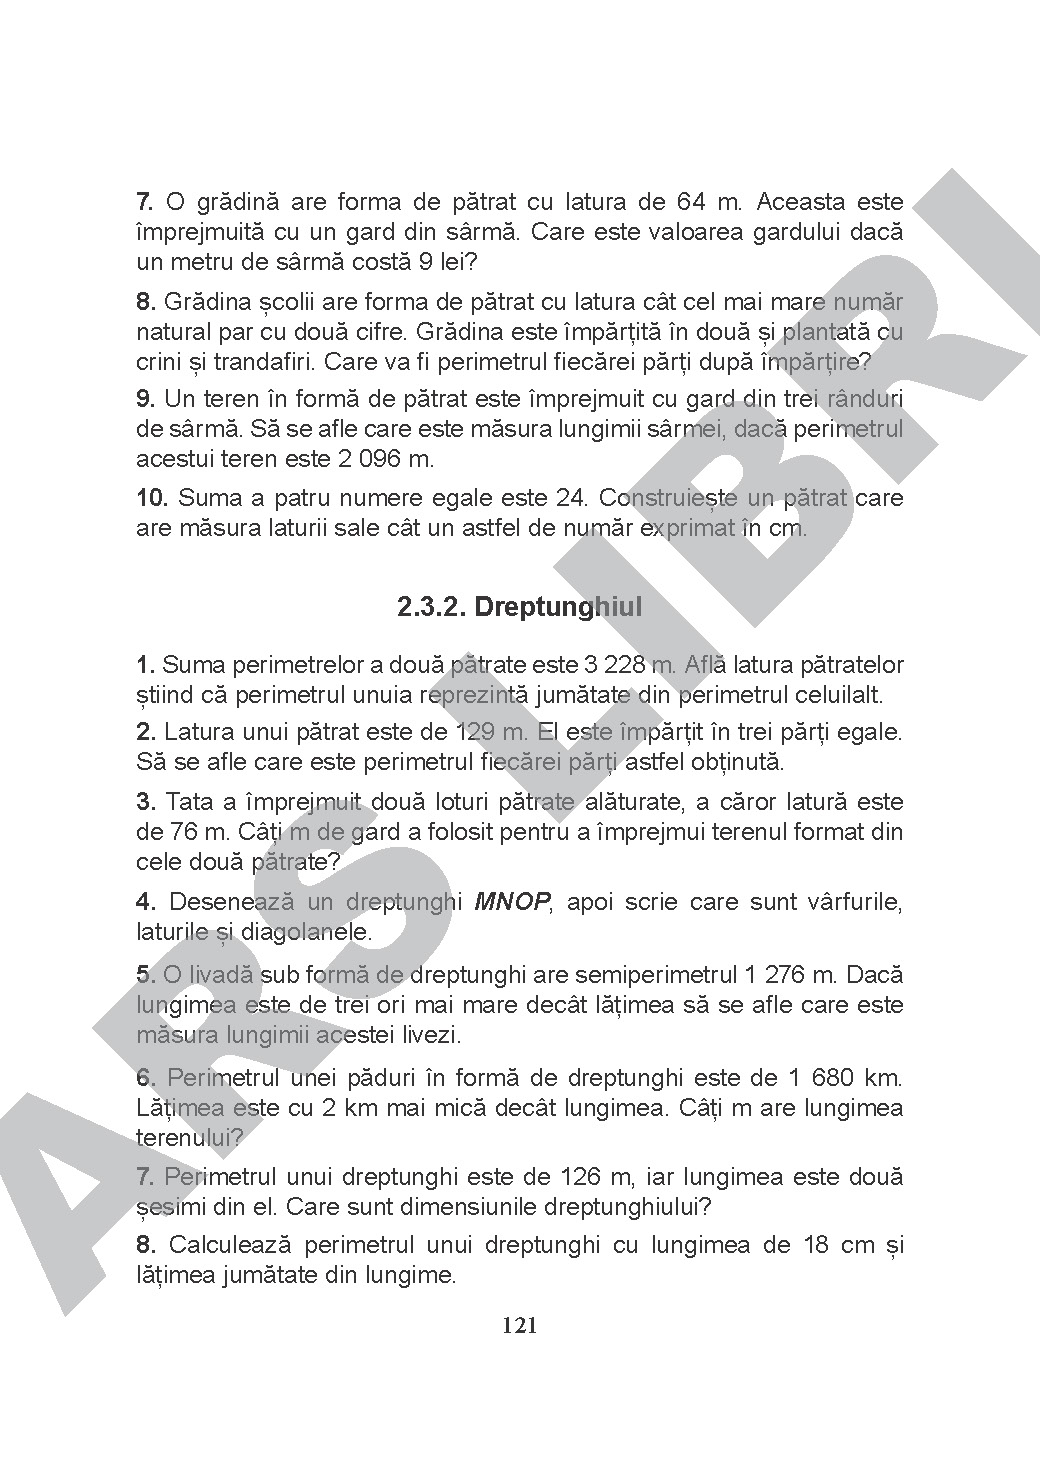 7. O grădină are forma de pătrat cu latura de 64 m. Aceasta este
împrejmuită cu un gard din sârmă. Care este valoarea gardului dacă
un metru de sârmă costă 9 lei?
8. Grădina școlii are forma de pătrat cu latura cât cel mai mare număr
natural par cu două cifre. Grădina este împărțită în două și plantată cu
crini și trandafiri. Care va fi perimetrul fiecărei părți după împărțire?
9. Un teren în formă de pătrat este împrejmuit cu gard din trei rânduri
de sârmă. Să se afle care este măsura lungimii sârmei, dacă perimetrul
acestui teren este 2 096 m.
10. Suma a patru numere egale este 24. Construiește un pătrat care
are măsura laturii sale cât un astfel de număr exprimat în cm.
2.3.2. Dreptunghiul
1. Suma perimetrelor a două pătrate este 3 228 m. Află latura pătratelor
știind că perimetrul unuia reprezintă jumătate din perimetrul celuilalt.
2. Latura unui pătrat este de 129 m. El este împărțit în trei părți egale.
Să se afle care este perimetrul fiecărei părți astfel obținută.
3. Tata a împrejmuit două loturi pătrate alăturate, a căror latură este
de 76 m. Câți m de gard a folosit pentru a împrejmui terenul format din
cele două pătrate?
4. Desenează un dreptunghi MNOP, apoi scrie care sunt vârfurile,
laturile și diagolanele.
5. O livadă sub formă de dreptunghi are semiperimetrul 1 276 m. Dacă
lungimea este de trei ori mai mare decât lățimea să se afle care este
măsura lungimii acestei livezi.
6. Perimetrul unei păduri în formă de dreptunghi este de 1 680 km.
Lățimea este cu 2 km mai mică decât lungimea. Câți m are lungimea
terenului?
7. Perimetrul unui dreptunghi este de 126 m, iar lungimea este două
șesimi din el. Care sunt dimensiunile dreptunghiului?
8. Calculează perimetrul unui dreptunghi cu lungimea de 18 cm și
lățimea jumătate din lungime.
121
ARS LIBRI